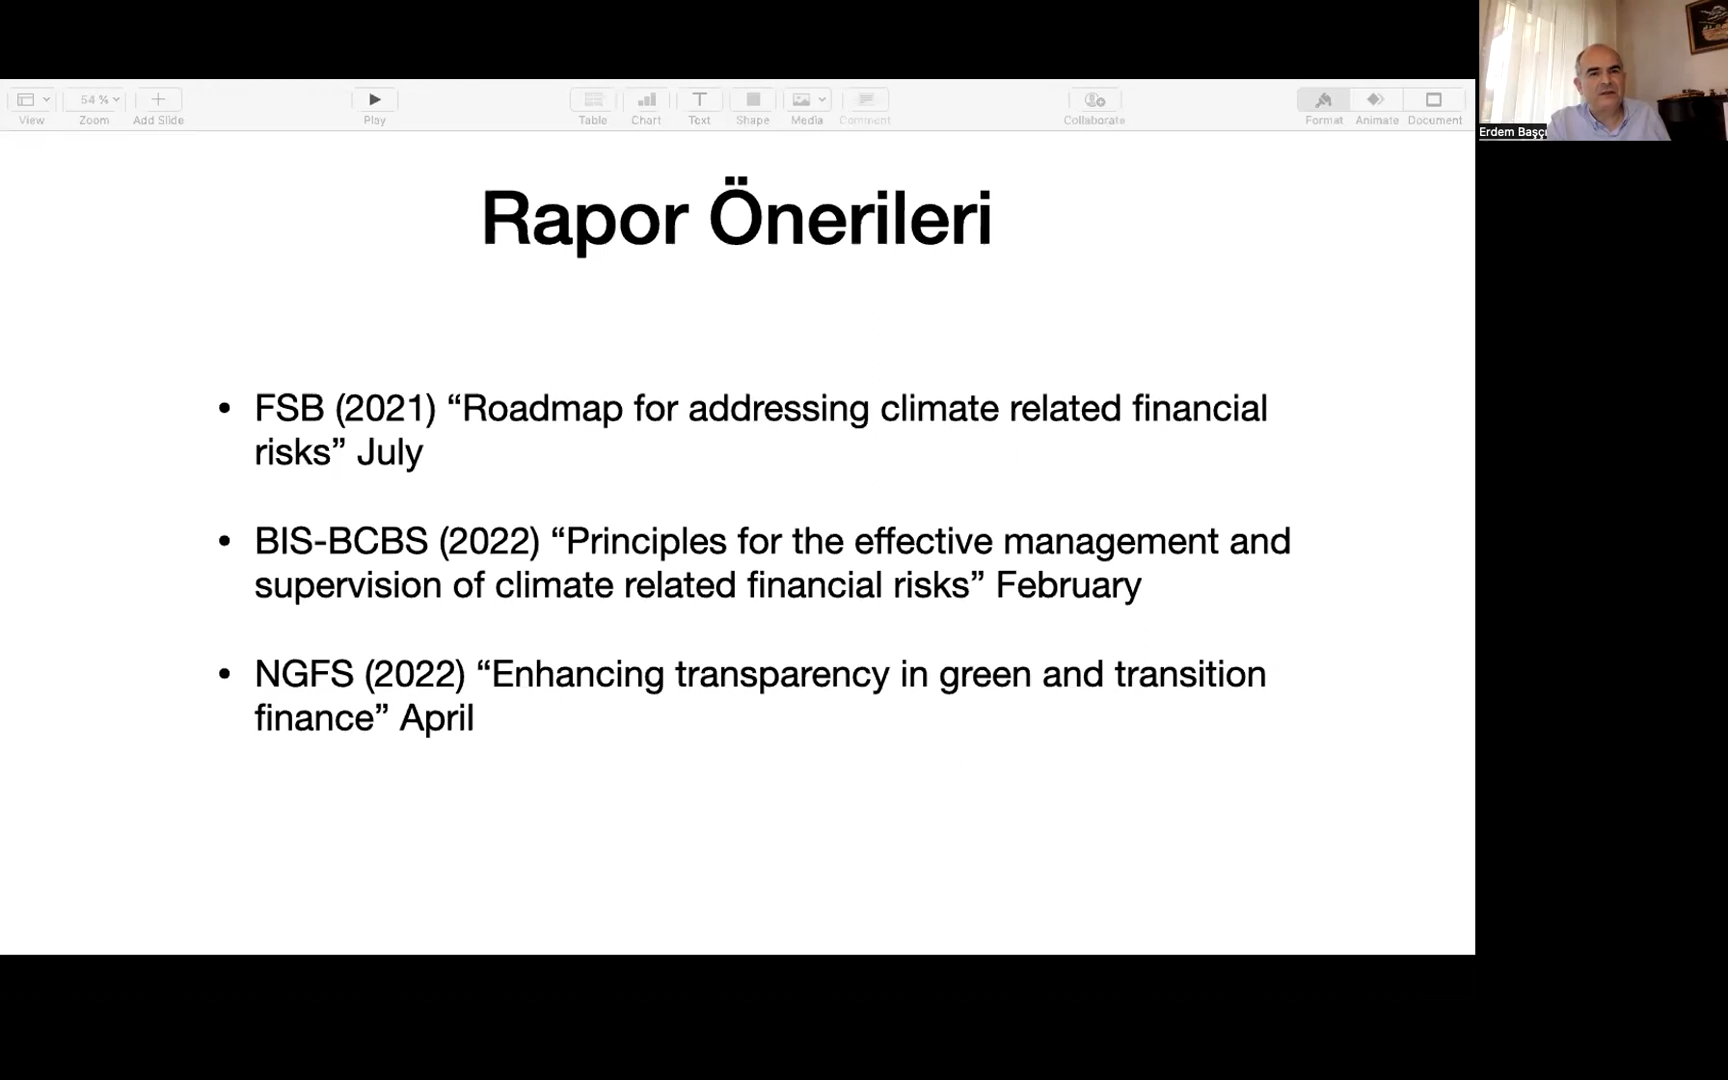 54 %
View
Zoom
Add Slide
Play
Table
Chart
Text
Shape
Media
Comment
Collaborate
Format
Animate
Document
Erdem Başçı
Rapor Önerileri
• FSB (2021) “Roadmap for addressing climate related financial
risks” July
• BIS-BCBS (2022) “Principles for the effective management and
supervision of climate related financial risks” February
• NGFS (2022) “Enhancing transparency in green and transition
finance” April